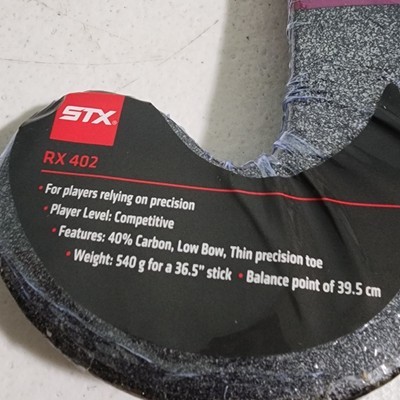 STX
RX 402
• For players relying on precision
• Player Level: Competitive
• Features: 40% Carbon, Low Bow, Thin precision toe
• Weight: 540 g for a 36.5" stick • Balance point of 39.5 cm